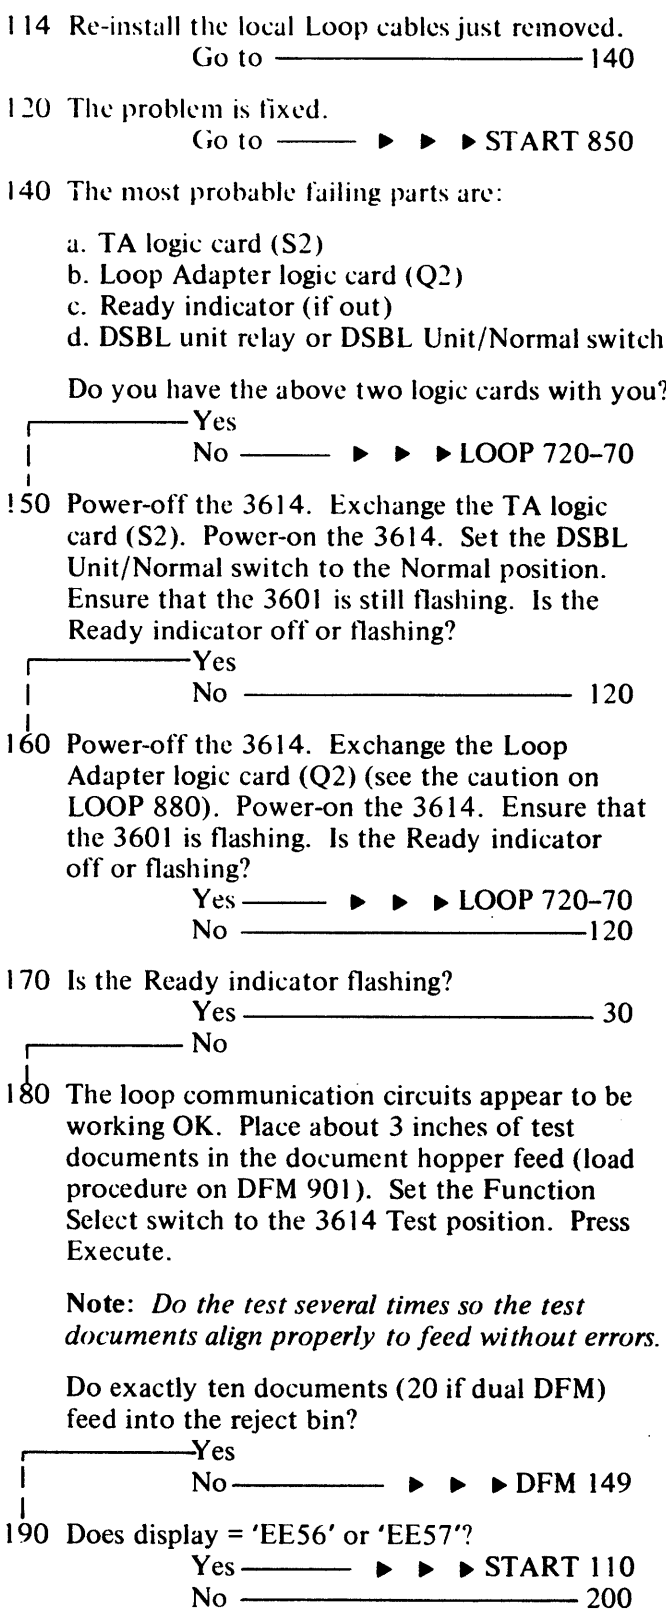 114 Re-install the local Loop cables just removed.
Go to 140
120 The problem is fixed.
Go to ▶ ▶ ▶ START 850
140 The most probable failing parts are:
a. TA logic card (S2)
b. Loop Adapter logic card (Q2)
c. Ready indicator (if out)
d. DSBL unit relay or DSBL Unit/Normal switch
Do you have the above two logic cards with you?
Yes
No ▶ ▶ ▶ LOOP 720–70
150 Power-off the 3614. Exchange the TA logic
card (S2). Power-on the 3614. Set the DSBL
Unit/Normal switch to the Normal position.
Ensure that the 3601 is still flashing. Is the
Ready indicator off or flashing?
Yes
No 120
160 Power-off the 3614. Exchange the Loop
Adapter logic card (Q2) (see the caution on
LOOP 880). Power-on the 3614. Ensure that
the 3601 is flashing. Is the Ready indicator
off or flashing?
Yes ▶ ▶ ▶ LOOP 720–70
No 120
170 Is the Ready indicator flashing?
Yes 30
No
180 The loop communication circuits appear to be
working OK. Place about 3 inches of test
documents in the document hopper feed (load
procedure on DFM 901). Set the Function
Select switch to the 3614 Test position. Press
Execute.
Note: Do the test several times so the test
documents align properly to feed without errors.
Do exactly ten documents (20 if dual DFM)
feed into the reject bin?
Yes
No ▶ ▶ ▶ DFM 149
190 Does display = 'EE56' or 'EE57'?
Yes ▶ ▶ ▶ START 110
No 200